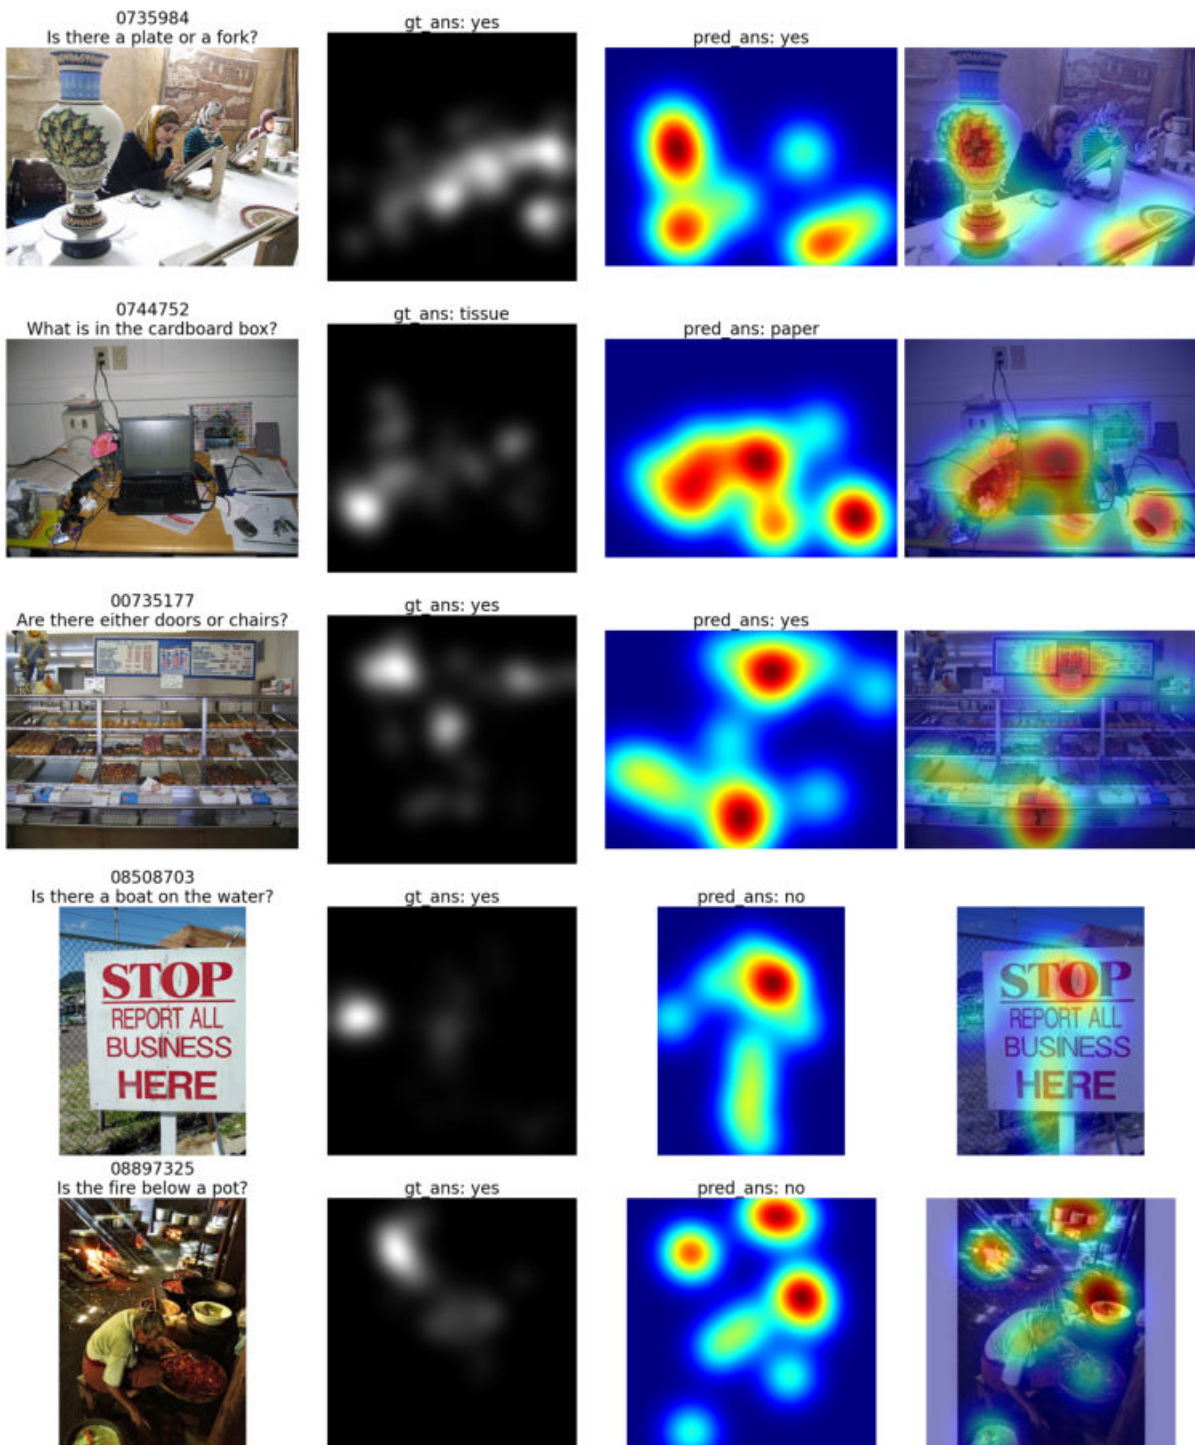 0735984
Is there a plate or a fork?
gt_ans: yes
pred_ans: yes
0744752
What is in the cardboard box?
gt_ans: tissue
pred_ans: paper
00735177
Are there either doors or chairs?
gt_ans: yes
pred_ans: yes
08508703
Is there a boat on the water?
gt_ans: yes
pred_ans: no
STOP
REPORT ALL
BUSINESS
HERE
STOP
REPORT ALL
BUSINESS
HERE
08897325
Is the fire below a pot?
gt_ans: yes
pred_ans: no